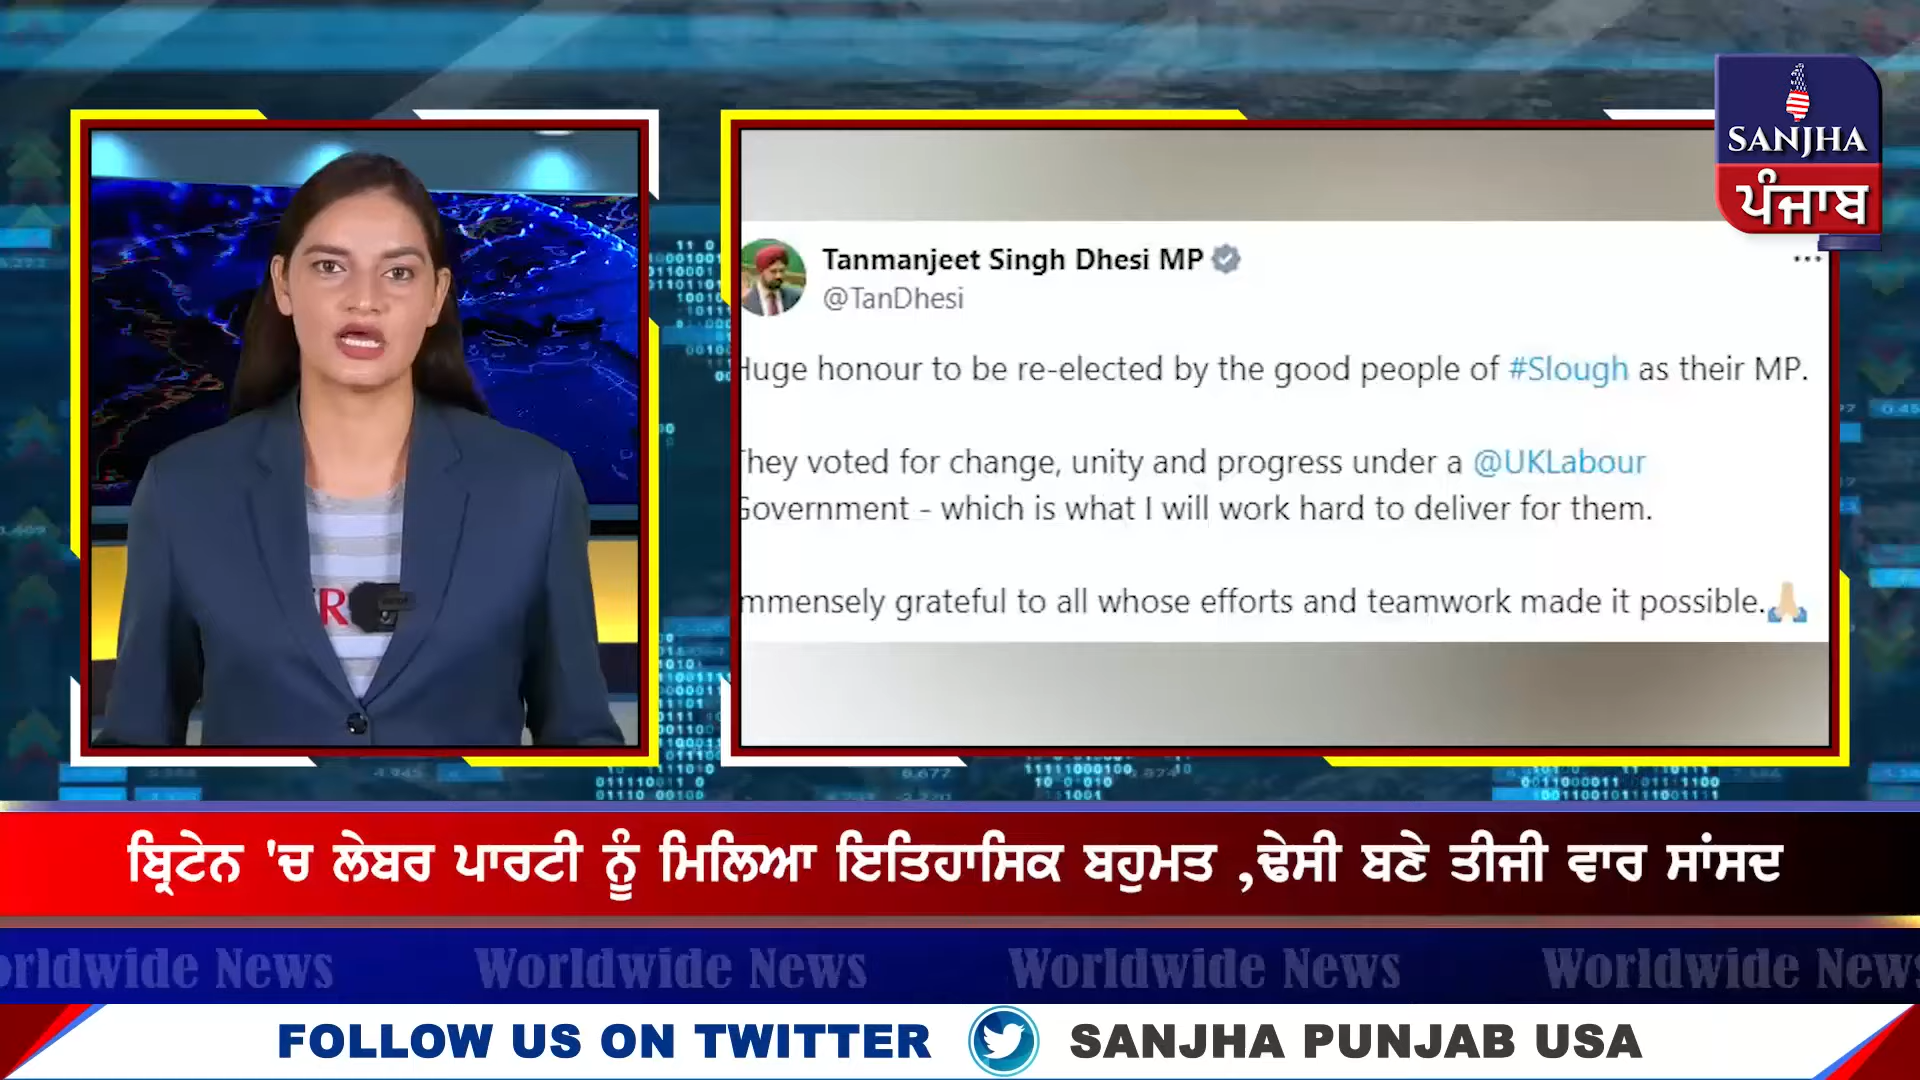 SANJHA
ਪੰਜਾਬ
Tanmanjeet Singh Dhesi MP
@TanDhesi
Huge honour to be re-elected by the good people of #Slough as their MP.
They voted for change, unity and progress under a @UKLabour
Government - which is what I will work hard to deliver for them.
mmensely grateful to all whose efforts and teamwork made it possible.🙏🏼
ਬ੍ਰਿਟੇਨ 'ਚ ਲੇਬਰ ਪਾਰਟੀ ਨੂੰ ਮਿਲਿਆ ਇਤਿਹਾਸਿਕ ਬਹੁਮਤ ,ਢੇਸੀ ਬਣੇ ਤੀਜੀ ਵਾਰ ਸਾਂਸਦ
orldwide News Worldwide News Worldwide News Worldwide News
FOLLOW US ON TWITTER SANJHA PUNJAB USA